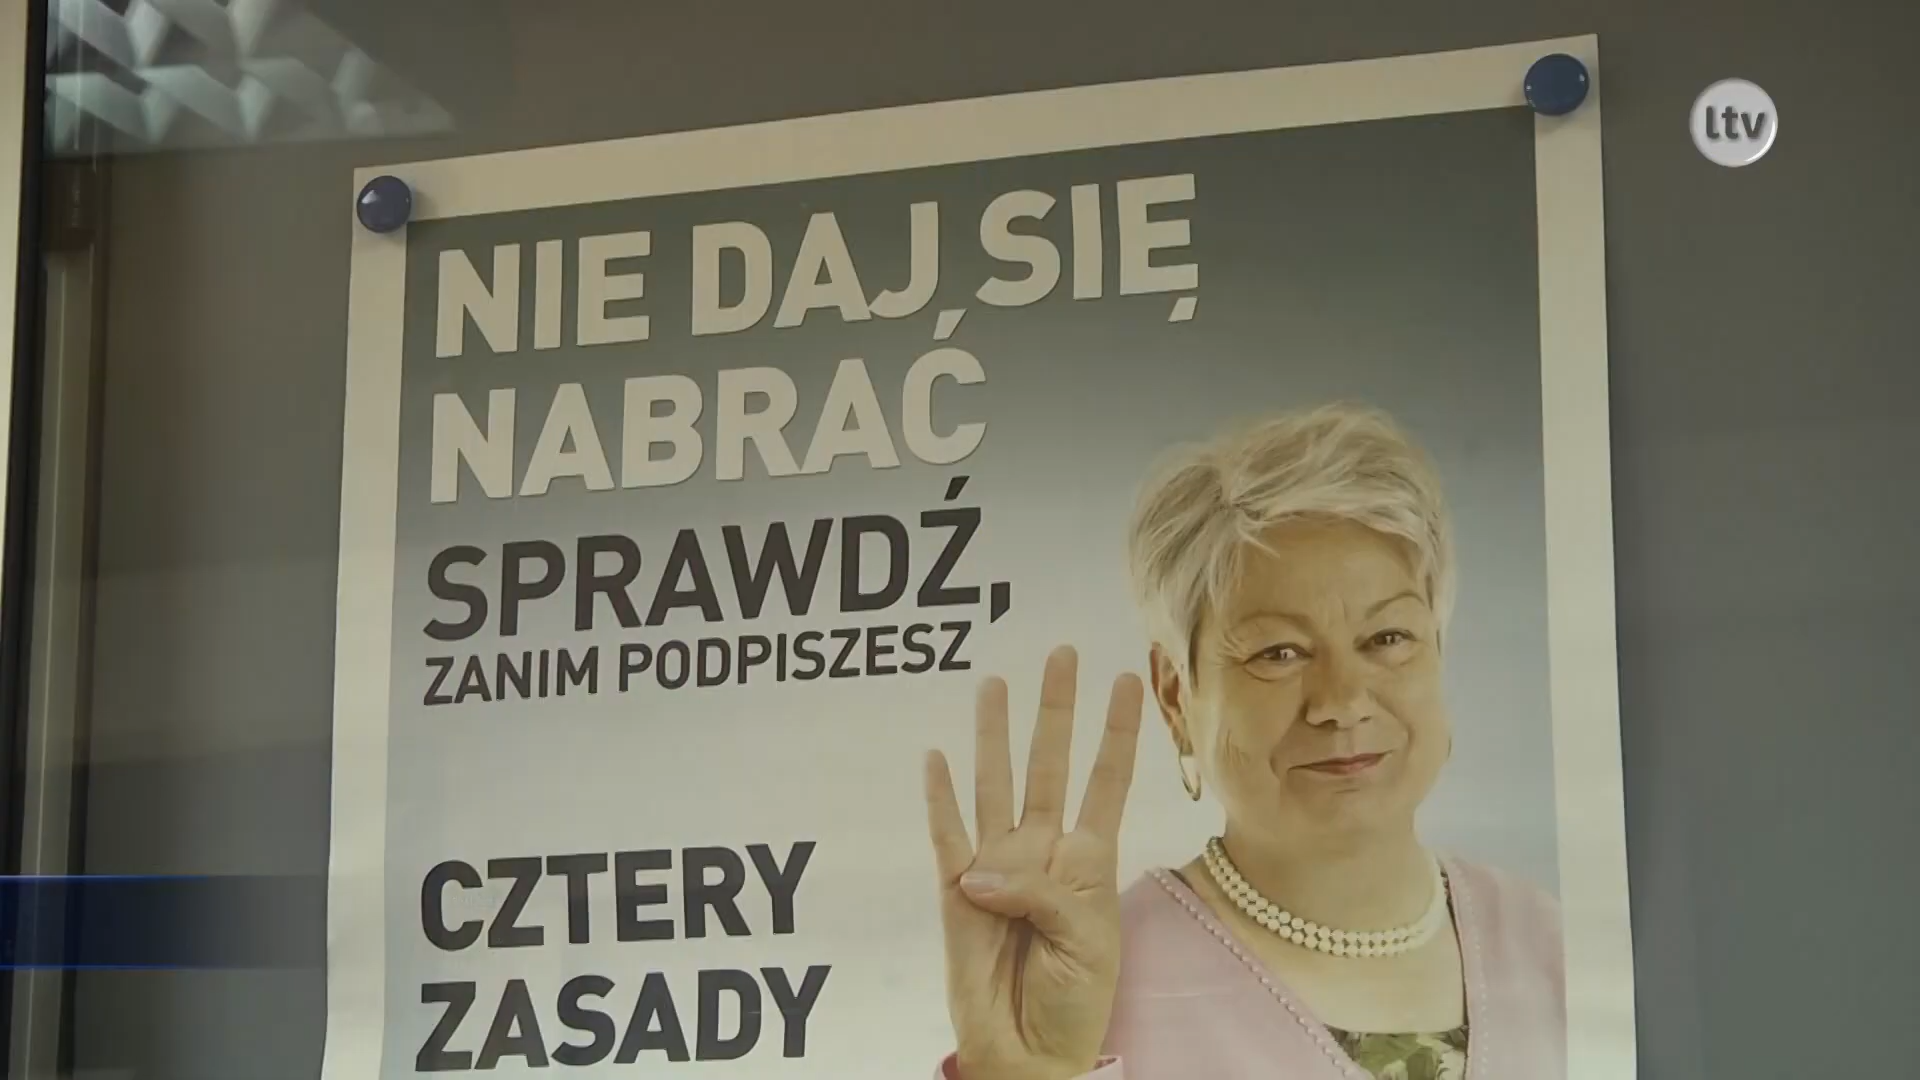 ltv
NIE DAJ SIĘ
NABRAĆ
SPRAWDŹ,
ZANIM PODPISZESZ
CZTERY
ZASADY